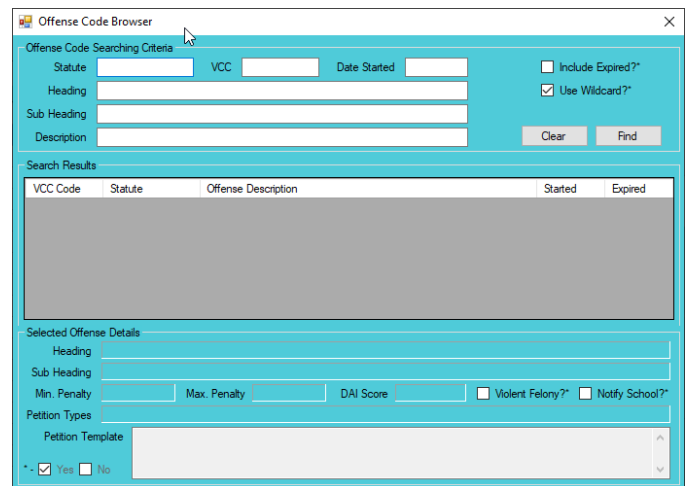 Offense Code Browser
Offense Code Searching Criteria
Statute VCC Date Started Include Expired?*
Heading Use Wildcard?*
Sub Heading
Description Clear Find
Search Results
VCC Code Statute Offense Description Started Expired
Selected Offense Details
Heading
Sub Heading
Min. Penalty Max. Penalty DAI Score Violent Felony?* Notify School?*
Petition Types
Petition Template
* - Yes No